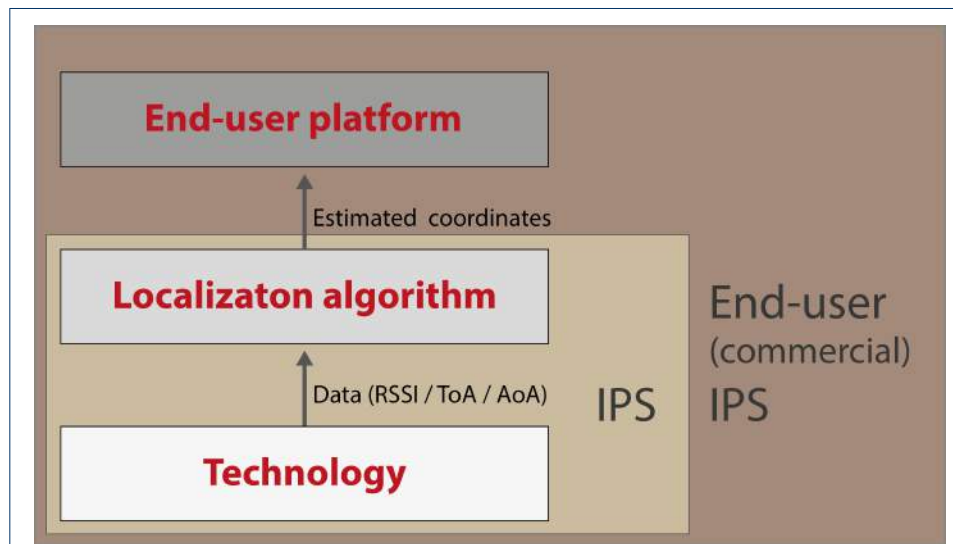 End-user platform
Estimated coordinates
Localizaton algorithm
End-user
(commercial)
IPS
Data (RSSI / ToA / AoA)
IPS
Technology